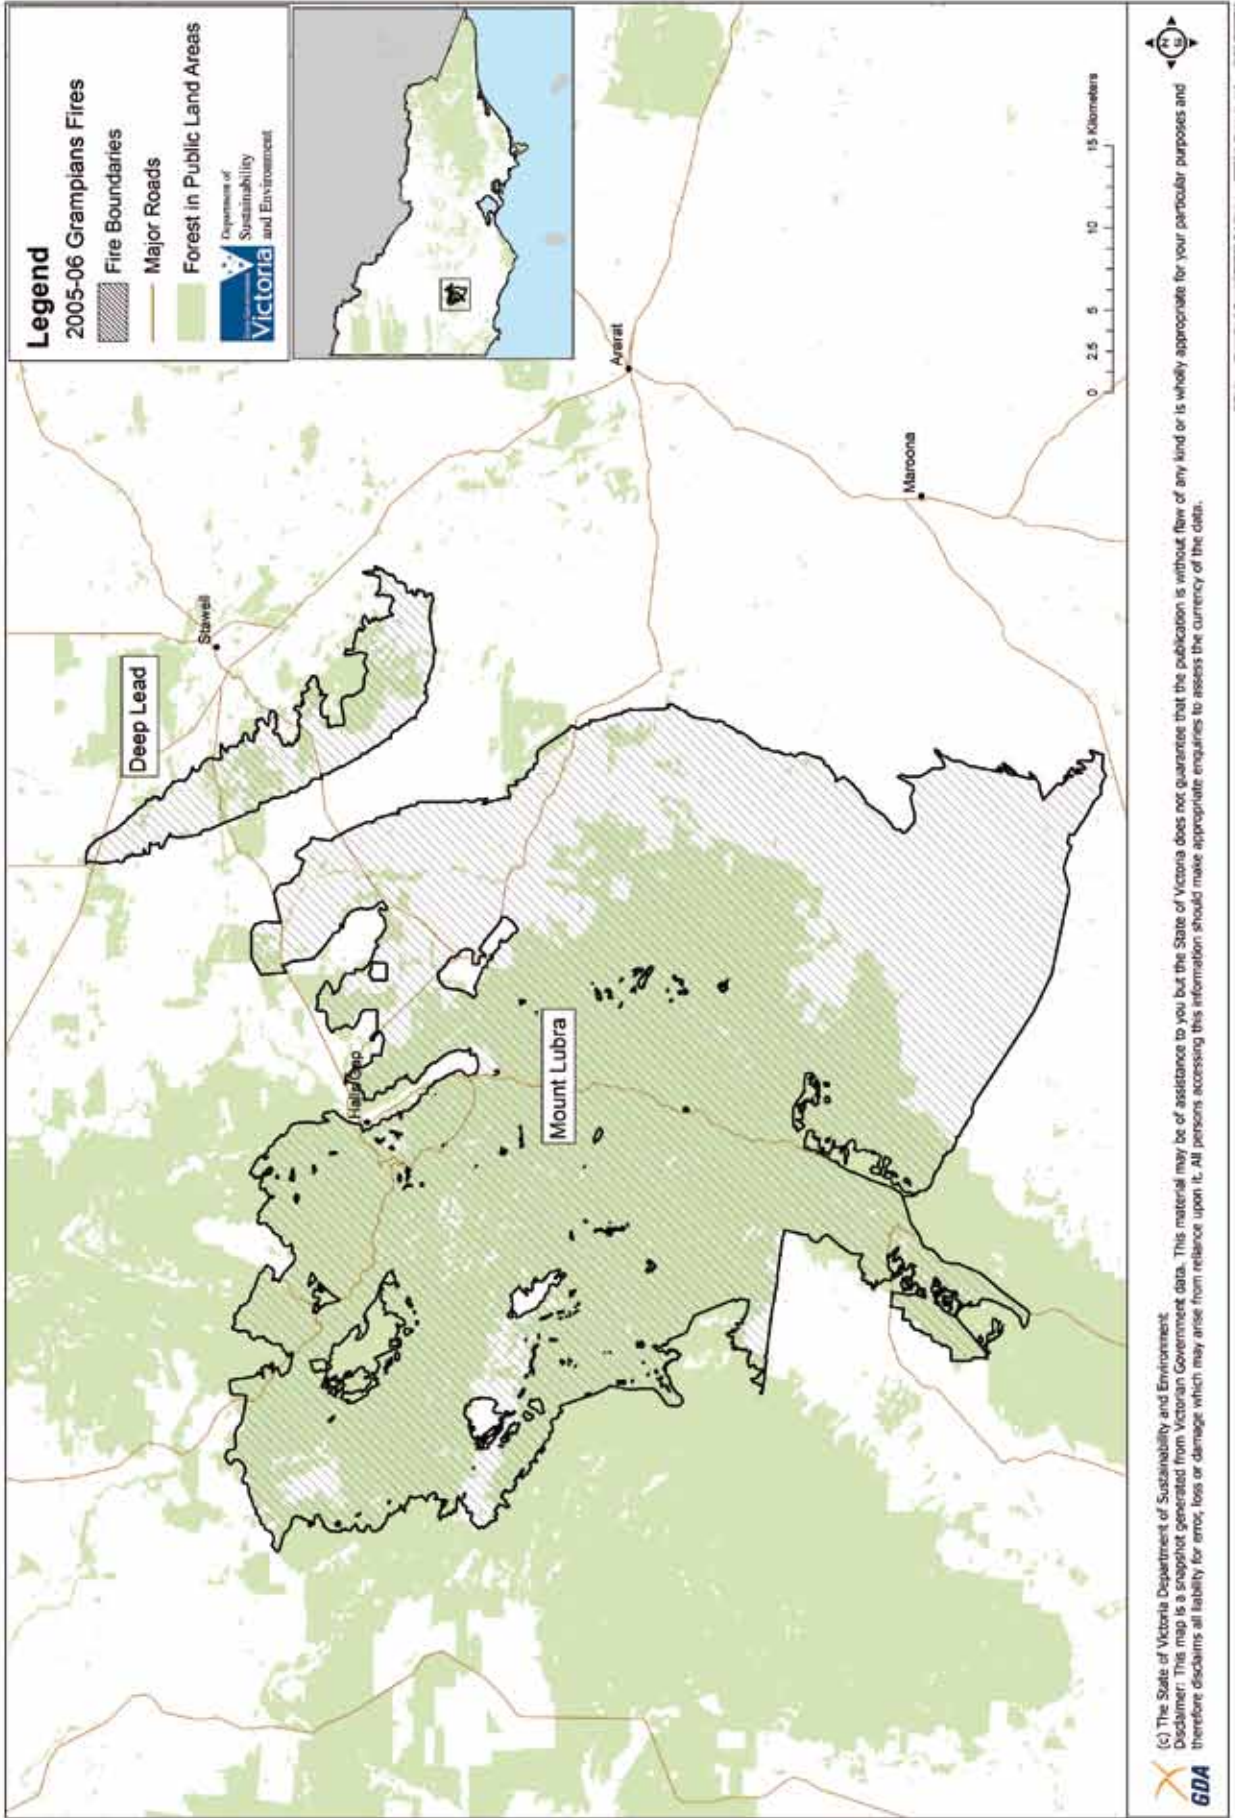 Legend
2005-06 Grampians Fires
Fire Boundaries
Major Roads
Forest in Public Land Areas
Victoria
Department of
Sustainability
and Environment
Deep Lead
Stawell
Ararat
Maroona
Halls Gap
Mount Lubra
0 2.5 5 10 15 Kilometers
N
GDA
(c) The State of Victoria Department of Sustainability and Environment
Disclaimer: This map is a snapshot generated from Victorian Government data. This material may be of assistance to you but the State of Victoria does not guarantee that the publication is without flaw of any kind or is wholly appropriate for your particular purposes and
therefore disclaims all liability for error, loss or damage which may arise from reliance upon it. All persons accessing this information should make appropriate enquiries to assess the currency of the data.